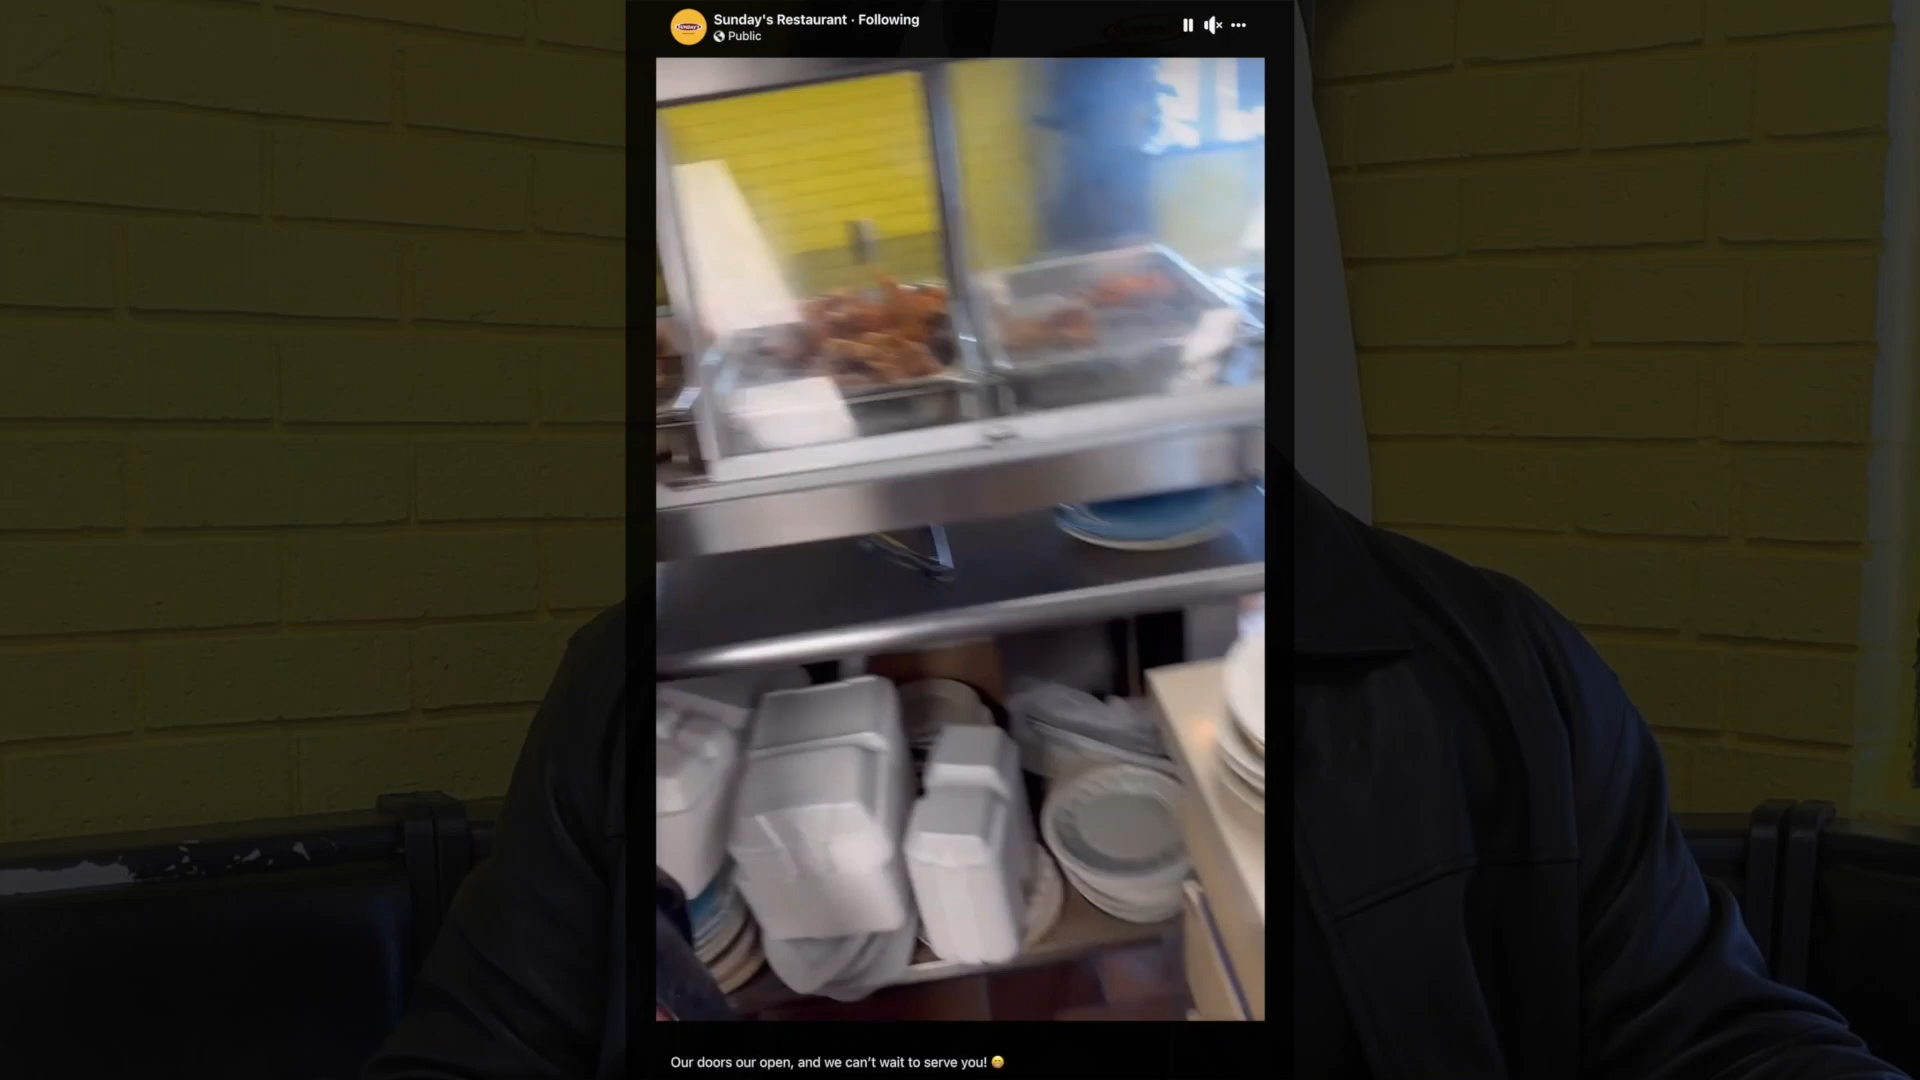 Sunday's Restaurant · Following
Public
Our doors our open, and we can't wait to serve you! 😁